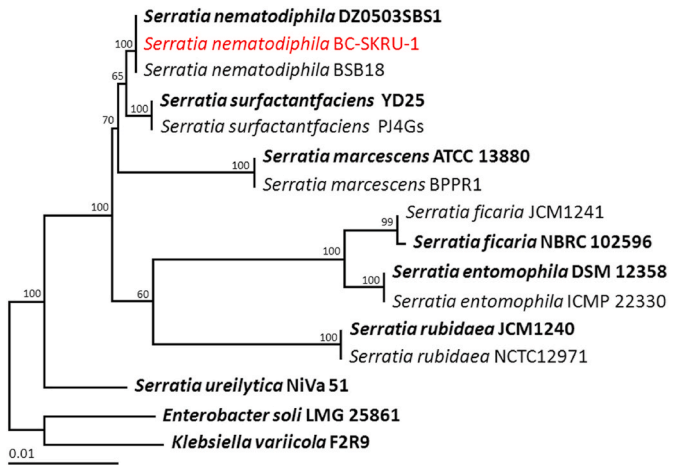 Serratia nematodiphila DZ0503SBS1
100
Serratia nematodiphila BC-SKRU-1
Serratia nematodiphila BSB18
65
Serratia surfactantfaciens YD25
100
Serratia surfactantfaciens PJ4Gs
70
Serratia marcescens ATCC 13880
100
Serratia marcescens BPPR1
100
Serratia ficaria JCM1241
99
Serratia ficaria NBRC 102596
100
Serratia entomophila DSM 12358
100
Serratia entomophila ICMP 22330
100
60
Serratia rubidaea JCM1240
100
Serratia rubidaea NCTC12971
Serratia ureilytica NiVa 51
Enterobacter soli LMG 25861
Klebsiella variicola F2R9
0.01